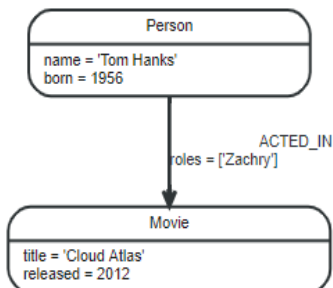 Person
name = 'Tom Hanks'
born = 1956
ACTED_IN
roles = ['Zachry']
Movie
title = 'Cloud Atlas'
released = 2012